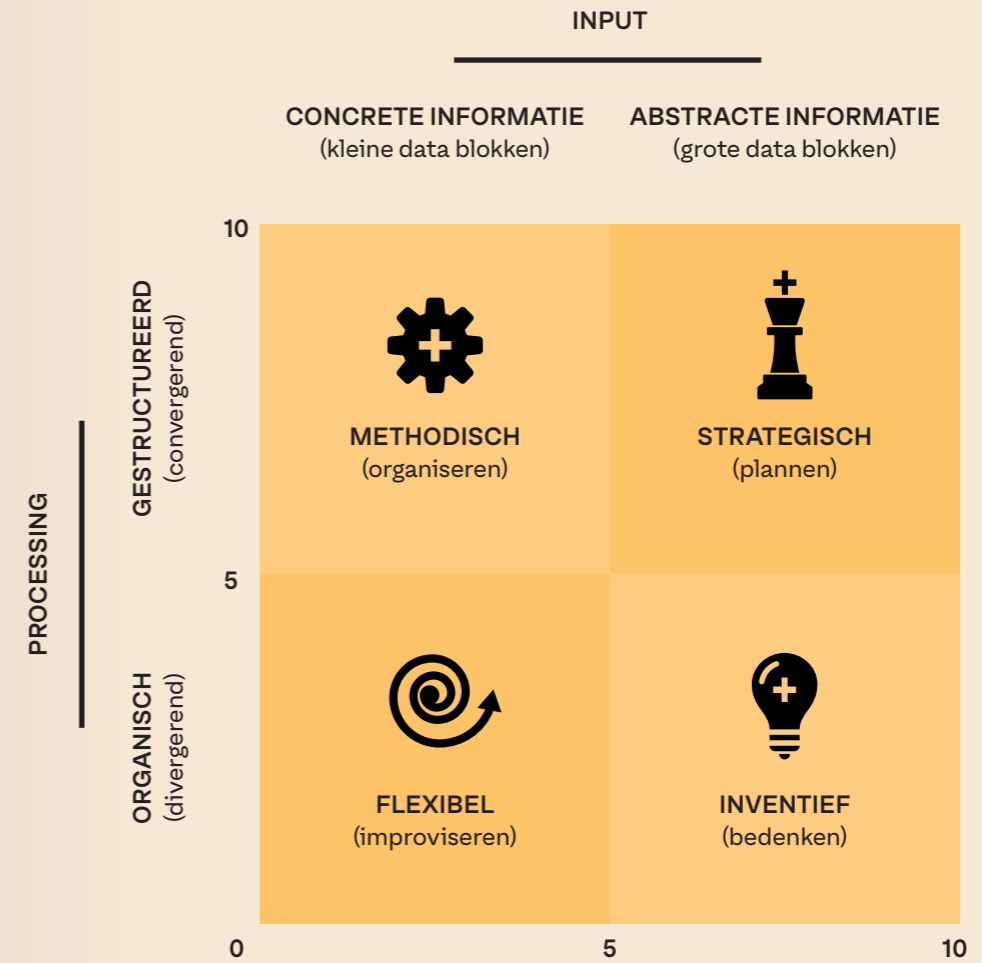 INPUT
CONCRETE INFORMATIE
(kleine data blokken)
ABSTRACTE INFORMATIE
(grote data blokken)
PROCESSING
GESTRUCTUREERD
(convergerend)
ORGANISCH
(divergerend)
10
METHODISCH
(organiseren)
STRATEGISCH
(plannen)
5
FLEXIBEL
(improviseren)
INVENTIEF
(bedenken)
0
5
10